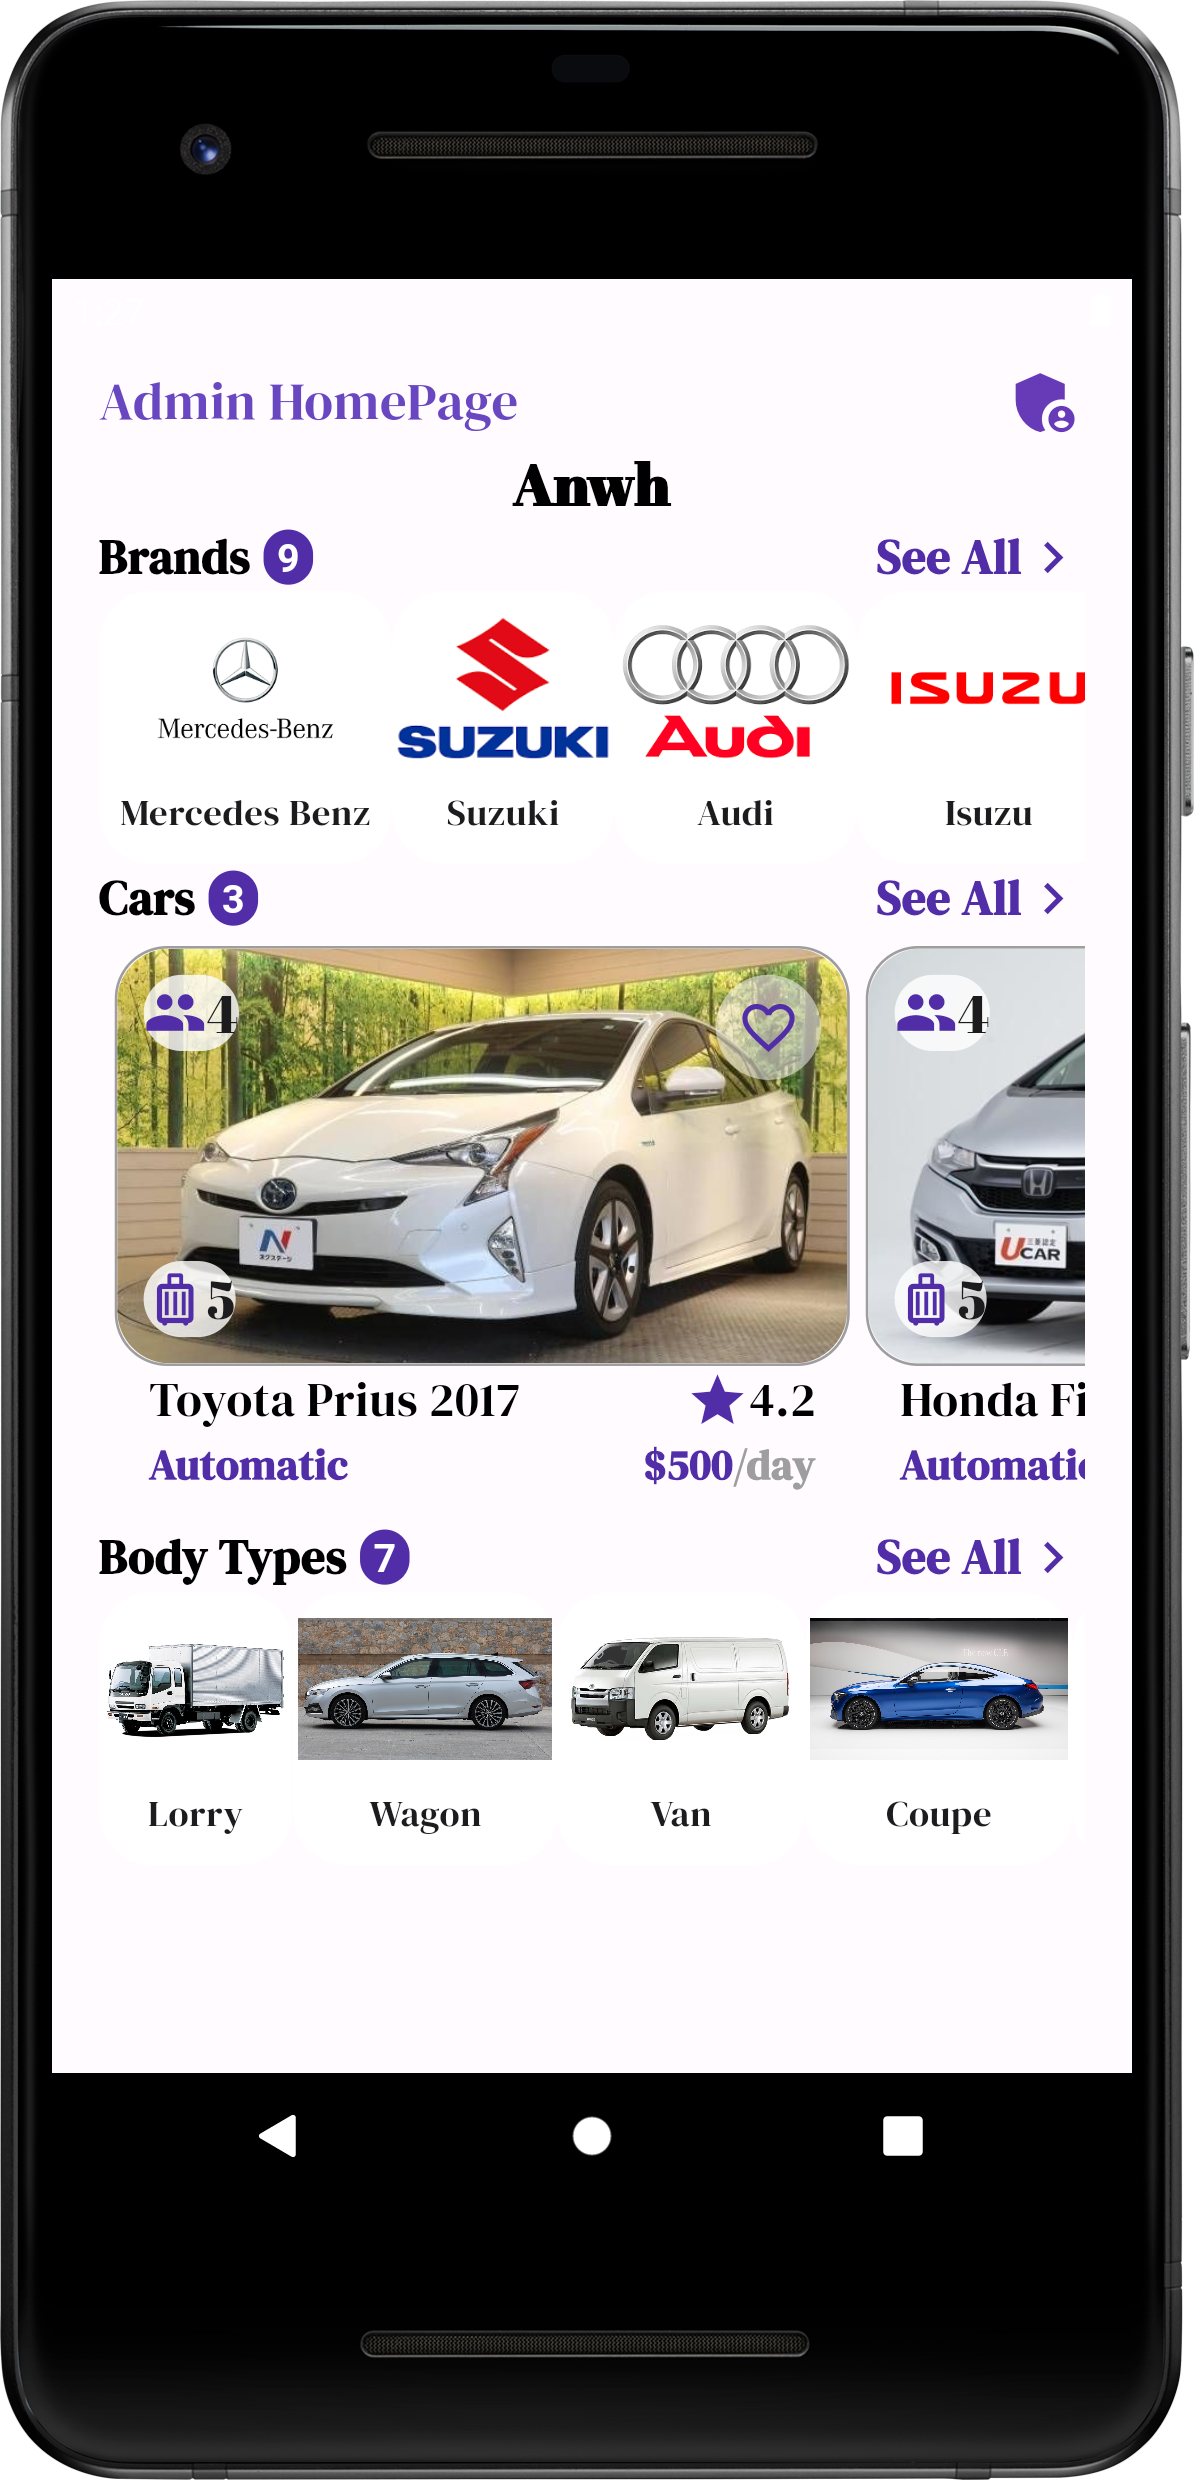 Admin HomePage
Anwh
Brands 9 See All
Mercedes-Benz
SUZUKI
Audi
ISUZU
Mercedes Benz Suzuki Audi Isuzu
Cars 3 See All
4
4
UCAR
5
5
Toyota Prius 2017 4.2 Honda Fi
Automatic $500/day Automatic
Body Types 7 See All
Lorry Wagon Van Coupe